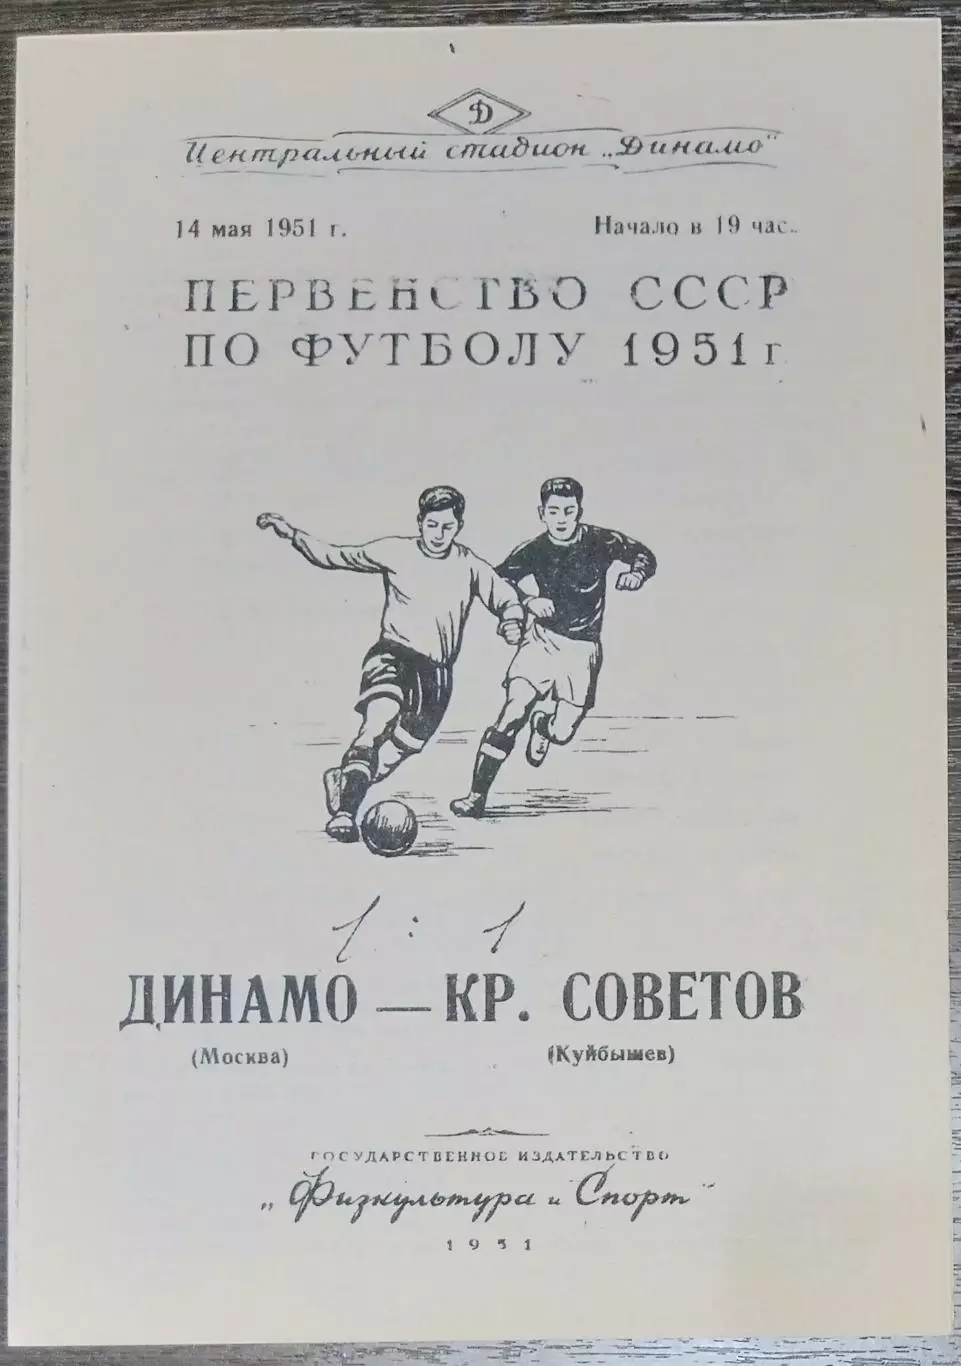 Д
Центральный стадион „Динамо"
14 мая 1951 г.
Начало в 19 час.
ПЕРВЕНСТВО СССР
ПО ФУТБОЛУ 1951 г
1 : 1
ДИНАМО — КР. СОВЕТОВ
(Москва)
(Куйбышев)
ГОСУДАРСТВЕННОЕ ИЗДАТЕЛЬСТВО
„Физкультура и Спорт"
1951